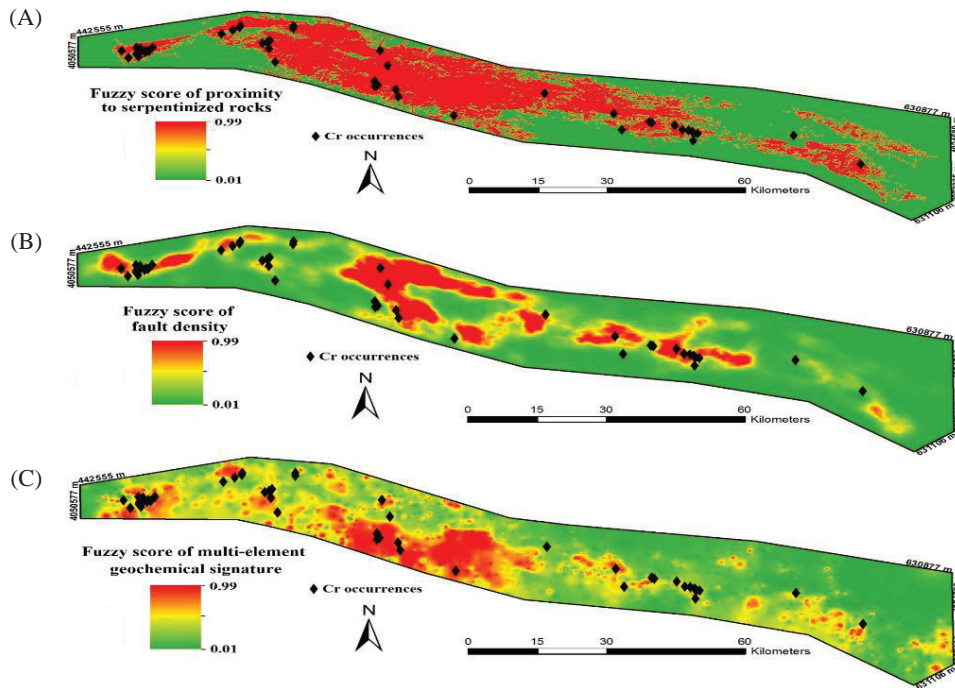 (A)
442555 m
4050577 m
630877 m
631106 m
Fuzzy score of proximity
to serpentinized rocks
0.99
0.01
Cr occurrences
N
0 15 30 60
Kilometers
(B)
442555 m
4050577 m
630877 m
631106 m
Fuzzy score of
fault density
0.99
0.01
Cr occurrences
N
0 15 30 60
Kilometers
(C)
442555 m
4050577 m
630877 m
631106 m
Fuzzy score of multi-element
geochemical signature
0.99
0.01
Cr occurrences
N
0 15 30 60
Kilometers